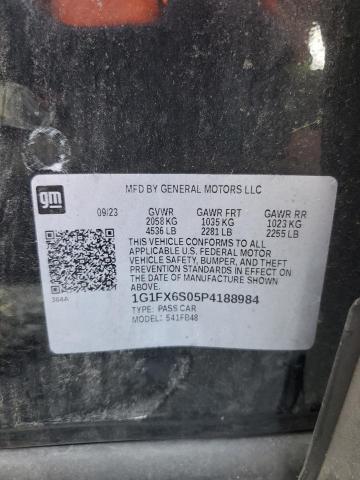 gm
MFD BY GENERAL MOTORS LLC
09/23 GVWR GAWR FRT GAWR RR
2058 KG 1035 KG 1023 KG
4536 LB 2281 LB 2255 LB
THIS VEHICLE CONFORMS TO ALL
APPLICABLE U.S. FEDERAL MOTOR
VEHICLE SAFETY, BUMPER, AND THEFT
PREVENTION STANDARDS IN EFFECT ON
THE DATE OF MANUFACTURE SHOWN ABOVE.
364A
1G1FX6S05P4188984
TYPE: PASS CAR
MODEL: 541FB48